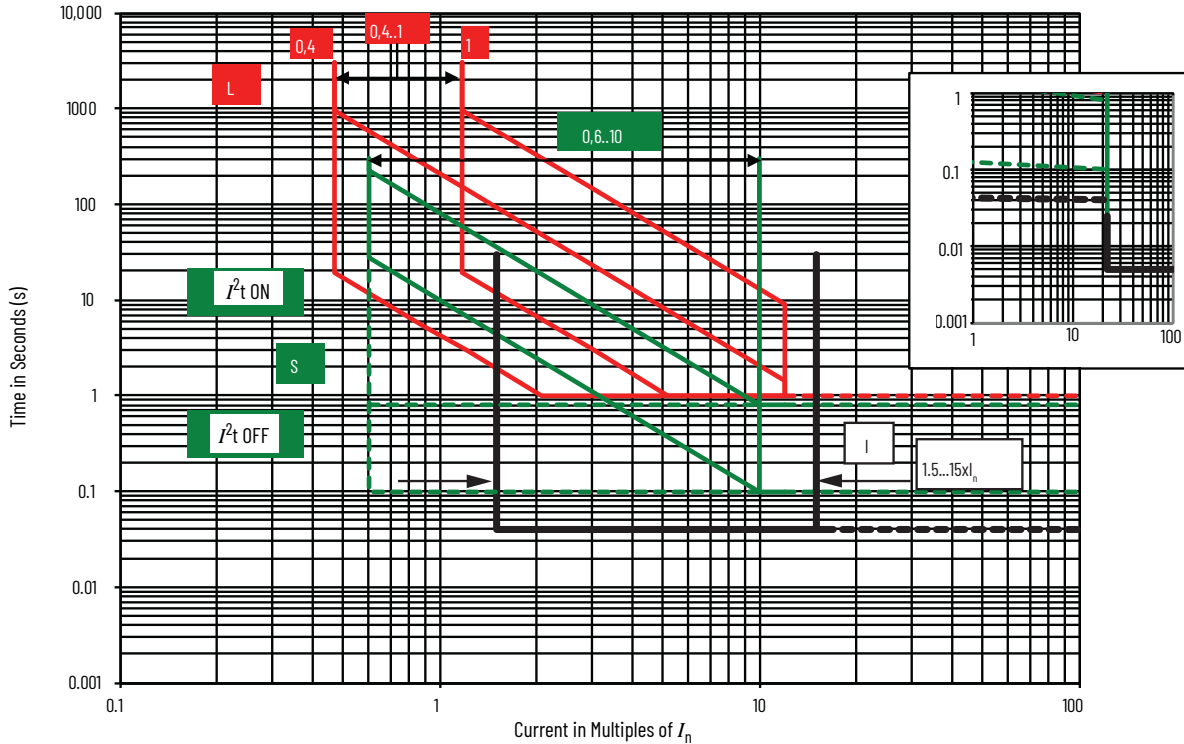 10,000
1000
100
10
1
0.1
0.01
0.001
0.1
1
10
100
Time in Seconds (s)
Current in Multiples of Iₙ
0,4
0,4..1
1
L
0,6..10
I²t ON
S
I²t OFF
I
1.5...15xIₙ
1
0.1
0.01
0.001
1
10
100